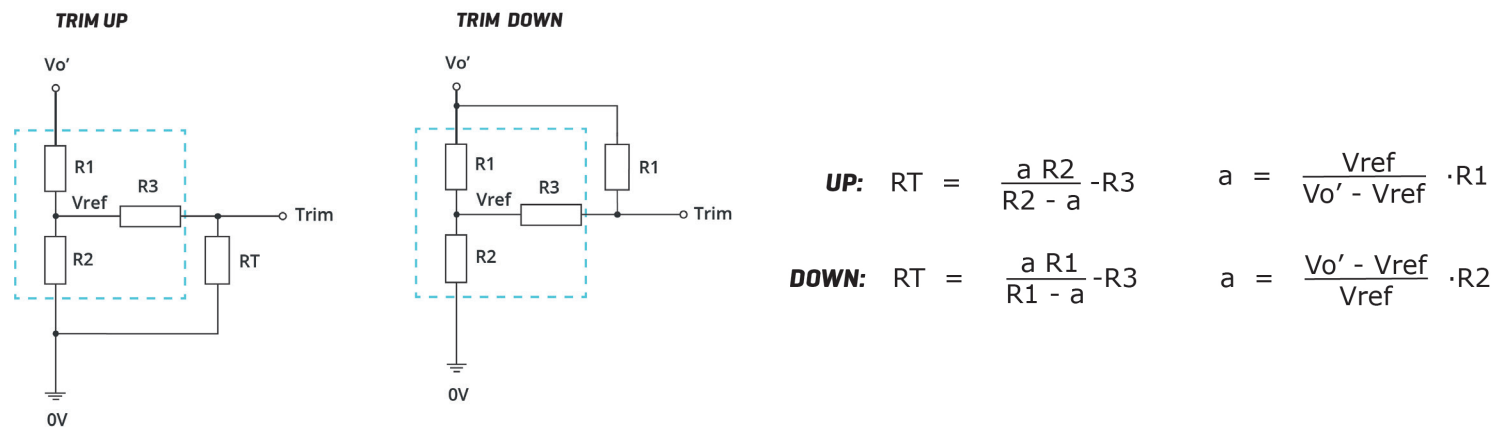 TRIM UP
Vo'
R1
R3
Vref
Trim
R2
RT
0V
TRIM DOWN
Vo'
R1
R1
R3
Vref
Trim
R2
0V
UP: RT = a R2 / R2 - a -R3 a = Vref / Vo' - Vref ·R1
DOWN: RT = a R1 / R1 - a -R3 a = Vo' - Vref / Vref ·R2